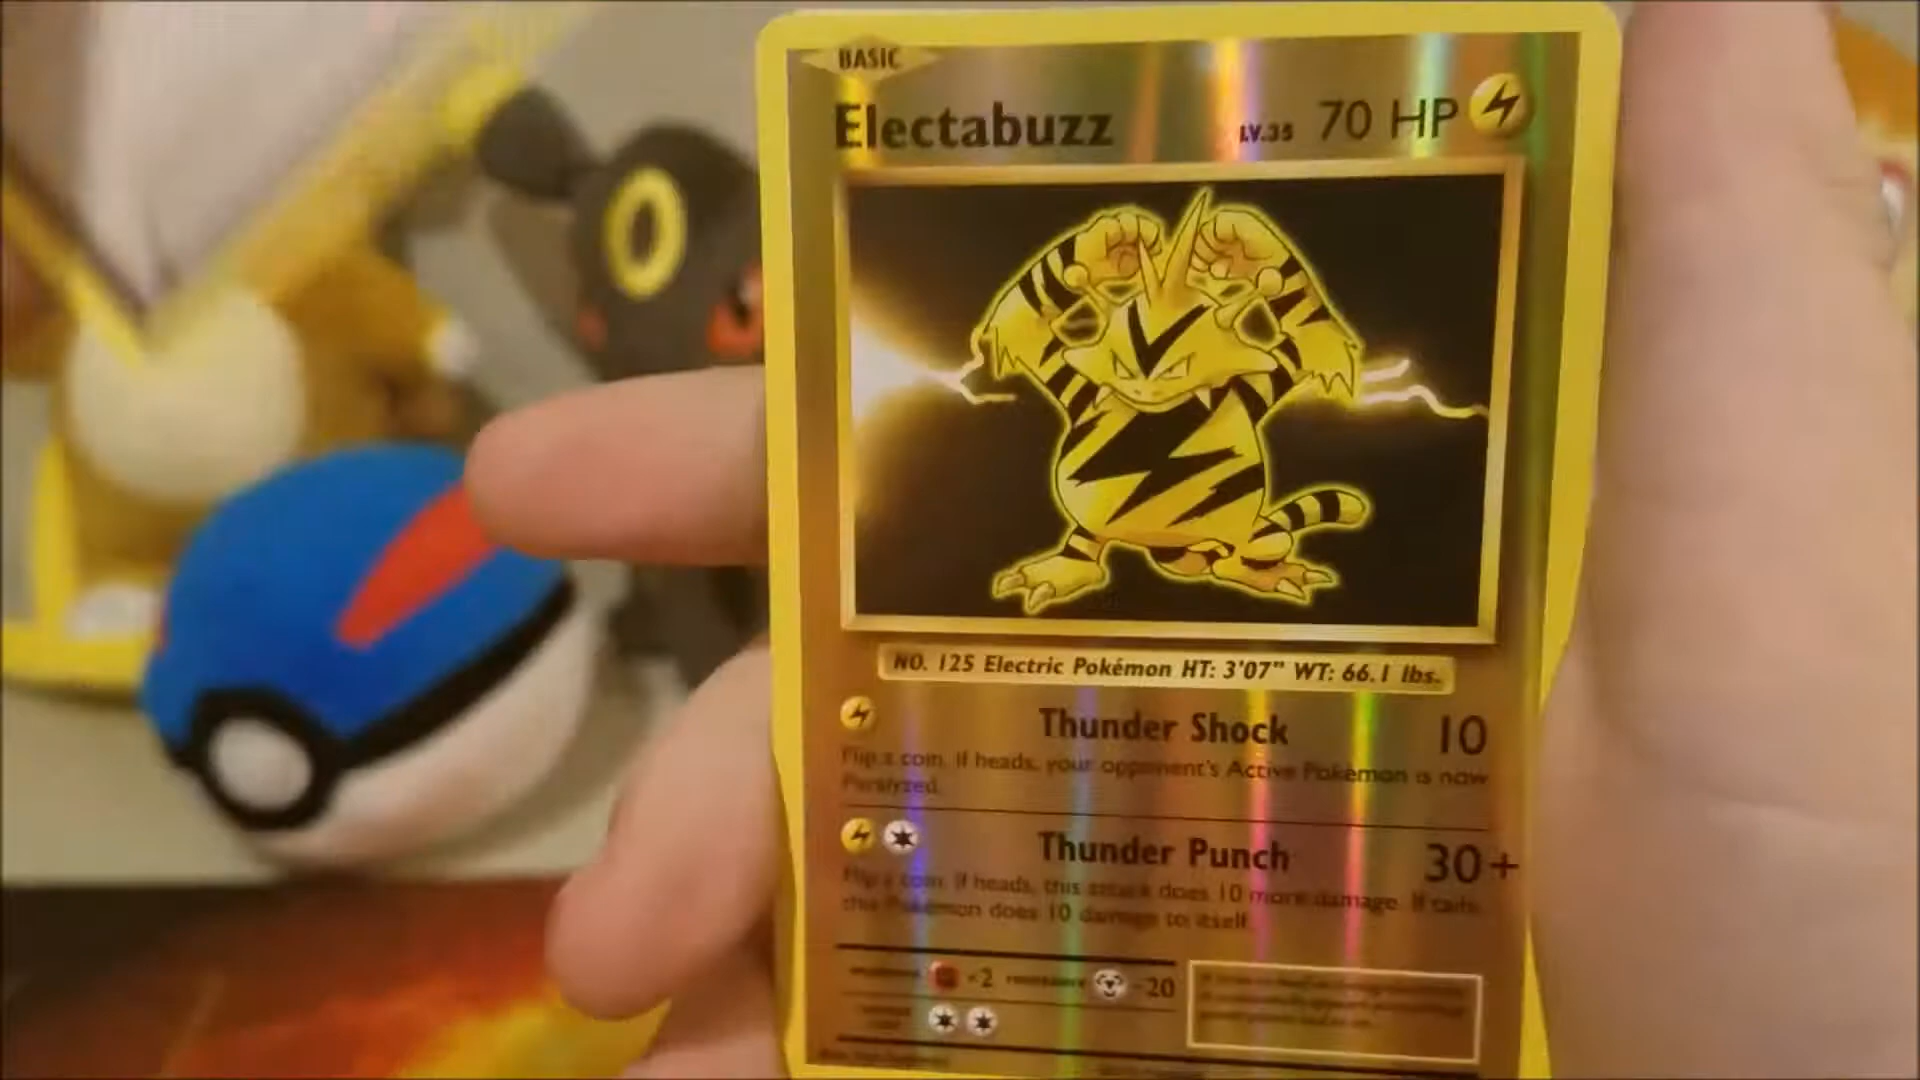 BASIC
Electabuzz LV.35 70 HP
NO. 125 Electric Pokémon HT: 3'07" WT: 66.1 lbs.
Thunder Shock 10
Flip a coin. If heads, your opponent's Active Pokémon is now
Paralyzed.
Thunder Punch 30+
Flip a coin. If heads, this attack does 10 more damage. If tails,
this Pokémon does 10 damage to itself.
weakness ×2 resistance -20